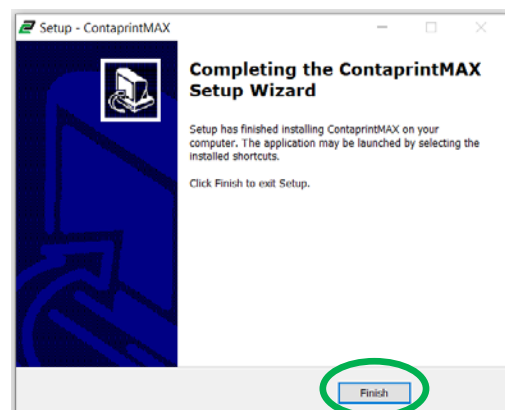 Setup - ContaprintMAX
Completing the ContaprintMAX
Setup Wizard
Setup has finished installing ContaprintMAX on your
computer. The application may be launched by selecting the
installed shortcuts.
Click Finish to exit Setup.
Finish